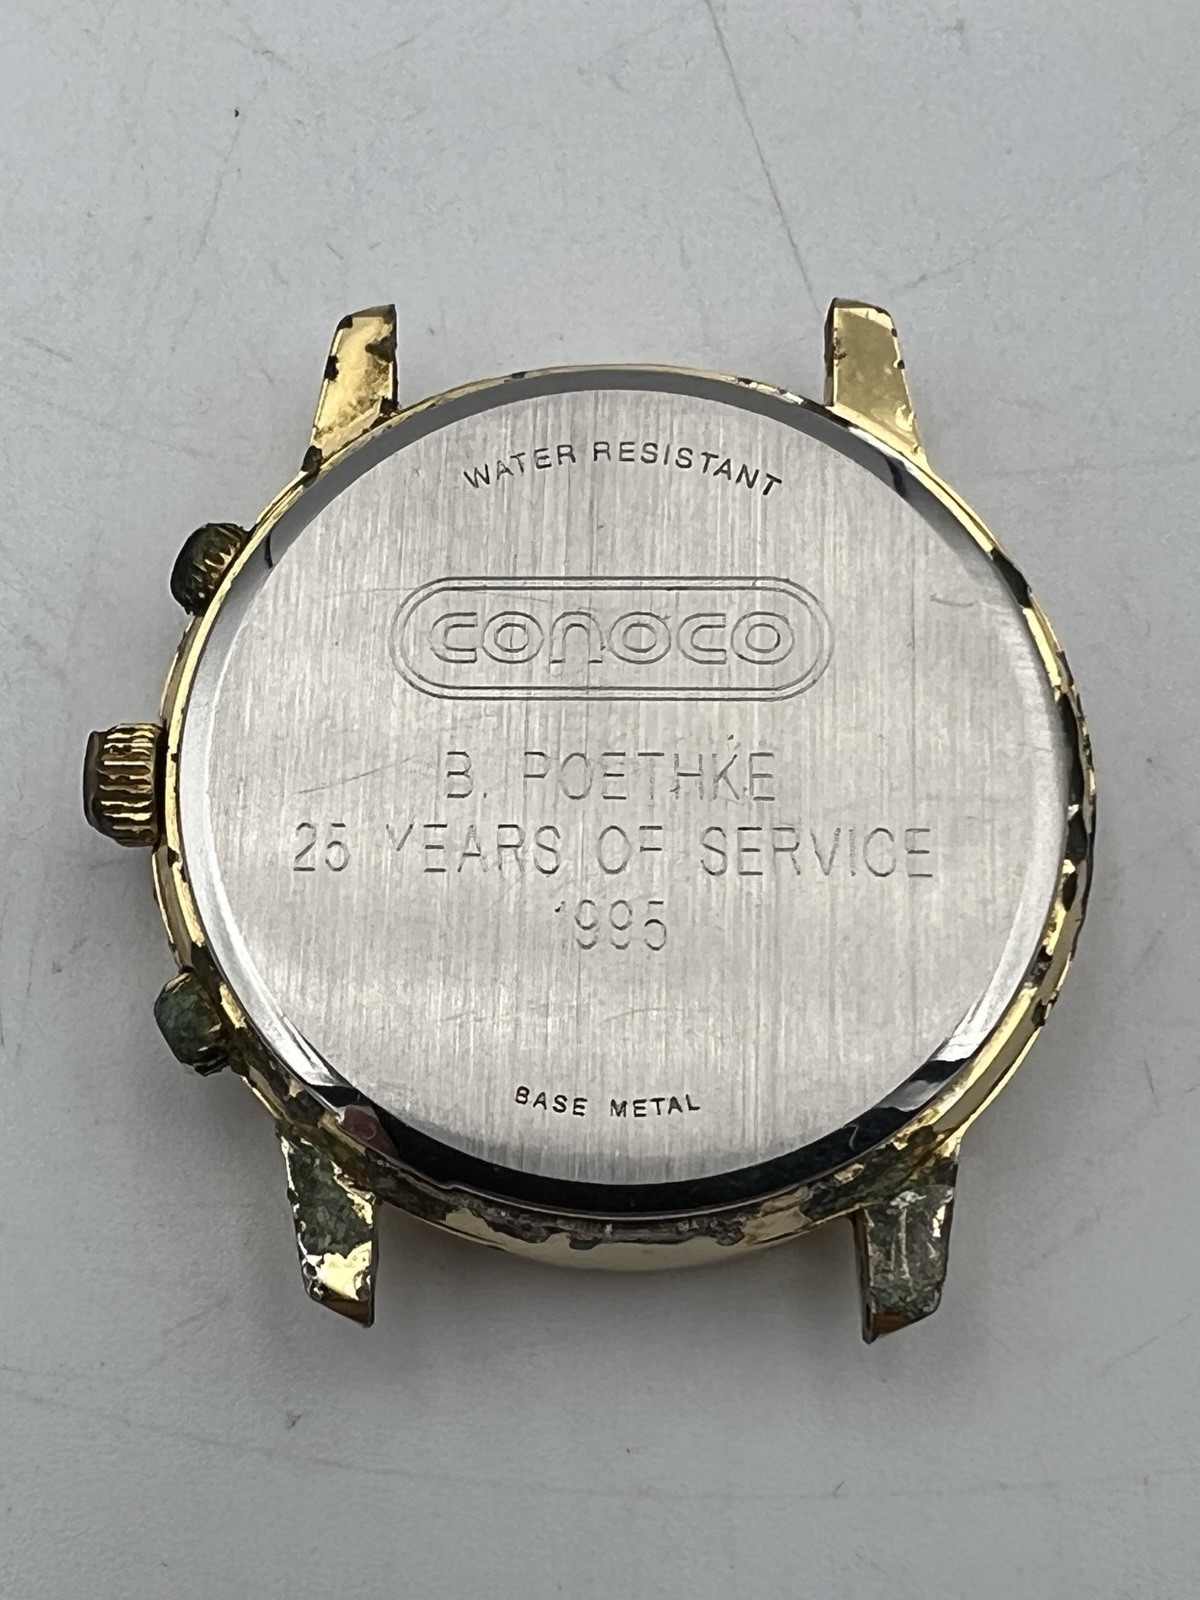 WATER RESISTANT
conoco
B. POETHKE
25 YEARS OF SERVICE
1995
BASE METAL